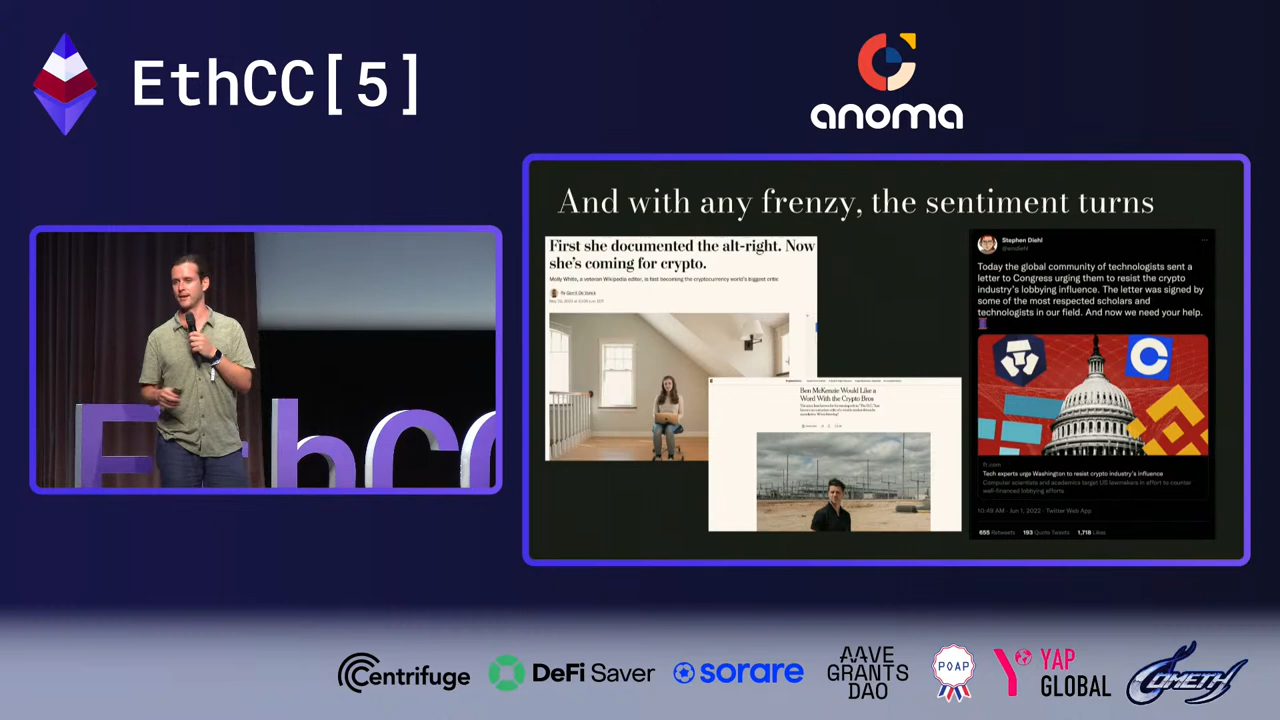 EthCC[5]
anoma
And with any frenzy, the sentiment turns
First she documented the alt-right. Now
she's coming for crypto.
Molly White, a veteran Wikipedia editor, is fast becoming the cryptocurrency world's biggest critic
Ben McKenzie Would Like a
Word With the Crypto Bros
Stephen Diehl
@smdiehl
Today the global community of technologists sent a
letter to Congress urging them to resist the crypto
industry's lobbying influence. The letter was signed by
some of the most respected scholars and
technologists in our field. And now we need your help.
ft.com
Tech experts urge Washington to resist crypto industry's influence
Computer scientists and academics target US lawmakers in effort to counter
well-financed lobbying efforts
10:49 AM · Jun 1, 2022 · Twitter Web App
655 Retweets 193 Quote Tweets 1,718 Likes
EthCC
Centrifuge
DeFi Saver
sorare
AAVE
GRANTS
DAO
POAP
YAP
GLOBAL
COMETH